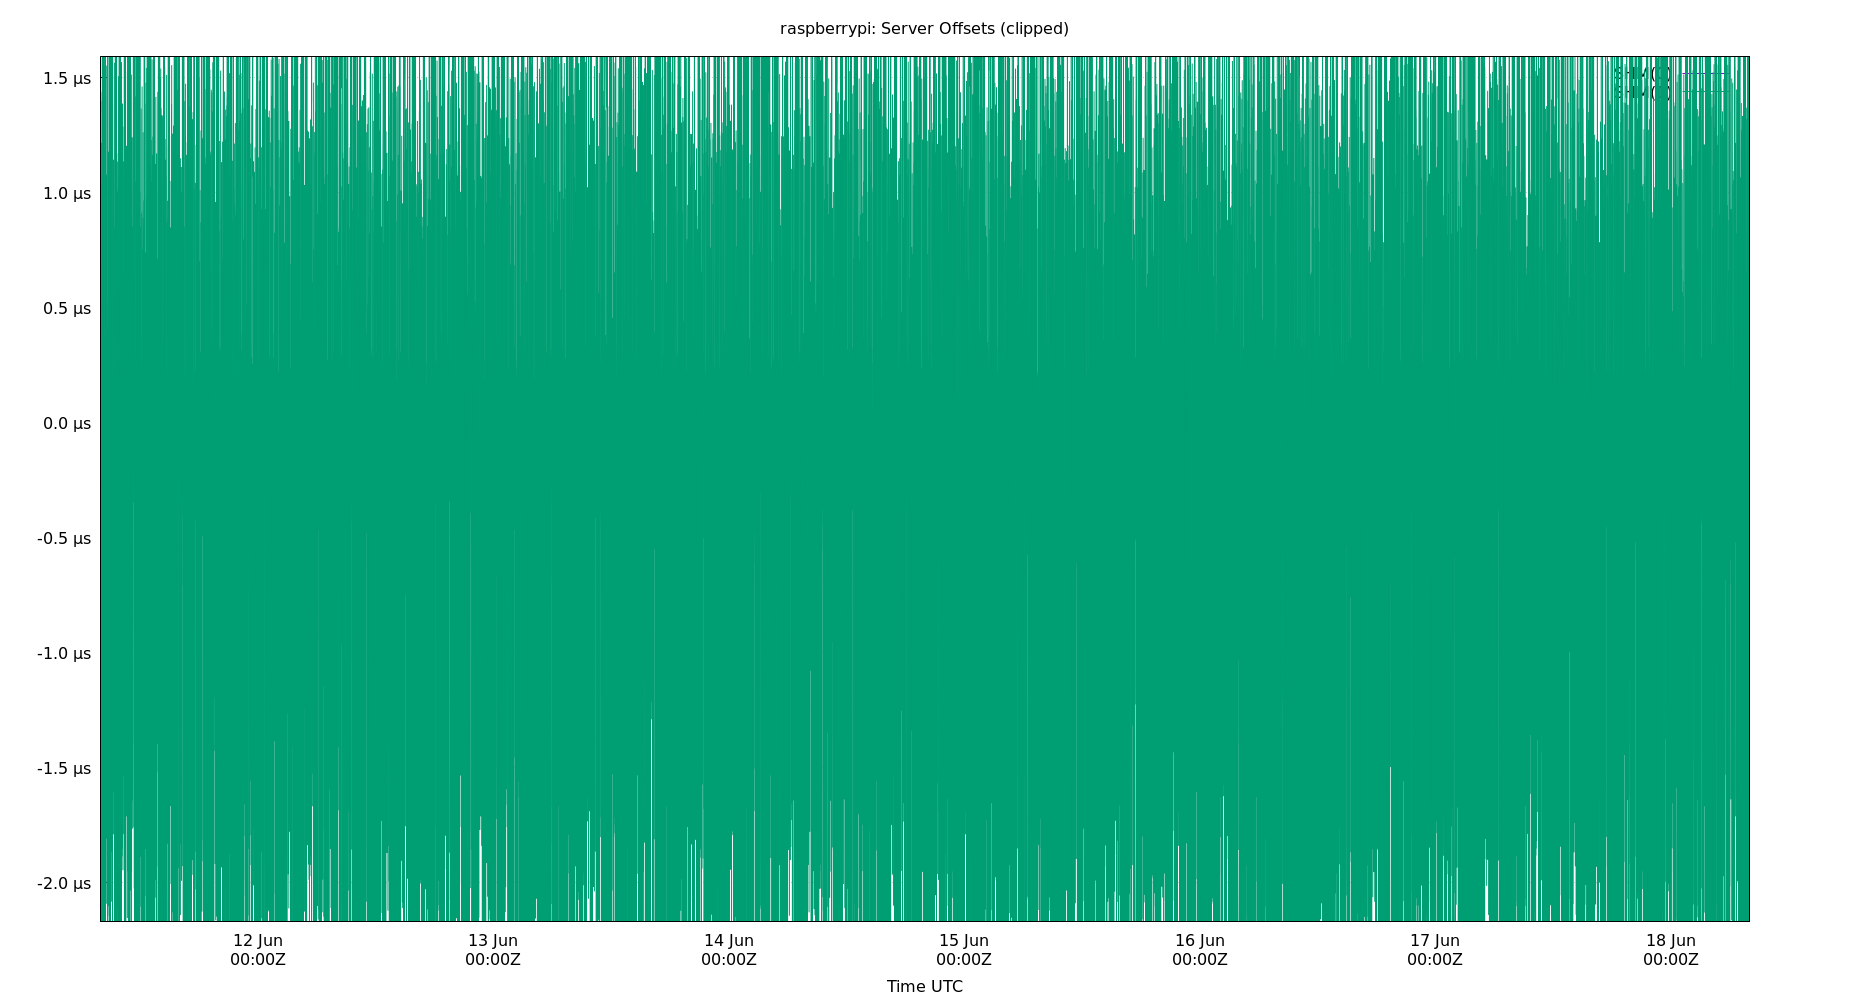 raspberrypi: Server Offsets (clipped)
1.5 µs
1.0 µs
0.5 µs
0.0 µs
-0.5 µs
-1.0 µs
-1.5 µs
-2.0 µs
12 Jun
00:00Z
13 Jun
00:00Z
14 Jun
00:00Z
15 Jun
00:00Z
16 Jun
00:00Z
17 Jun
00:00Z
18 Jun
00:00Z
Time UTC